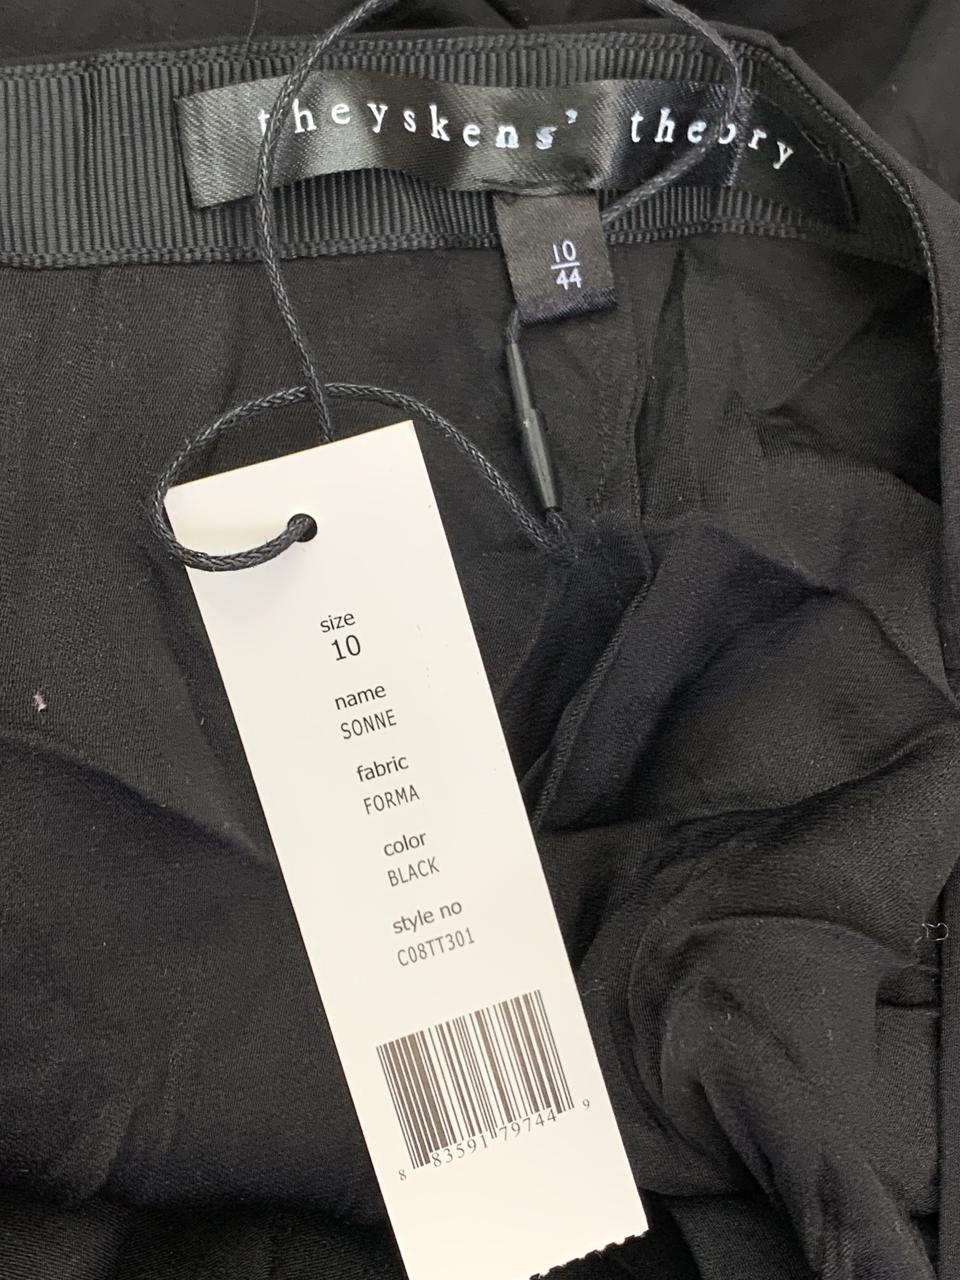 theyskens' theory
10
44
size
10
name
SONNE
fabric
FORMA
color
BLACK
style no
C08TT301
8 83591 79744 9